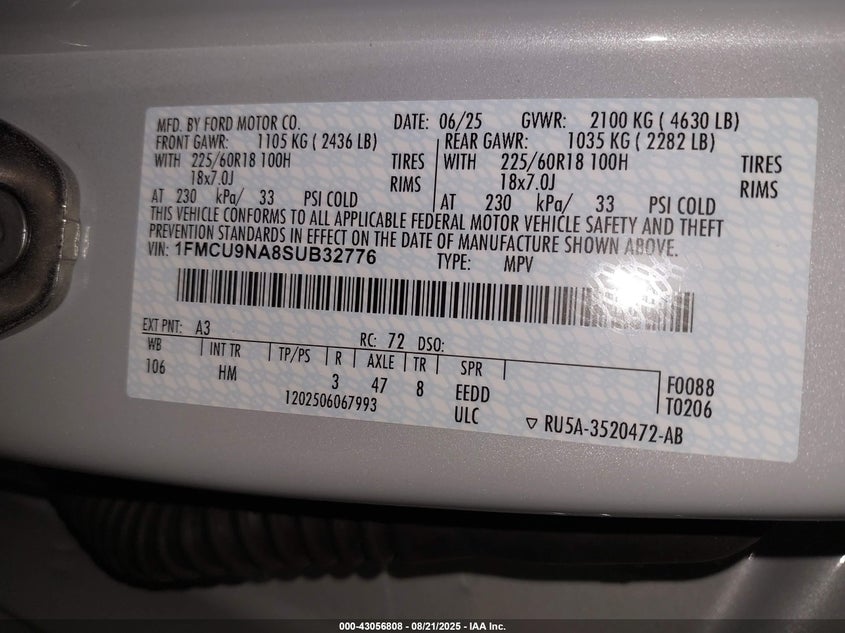 MFD. BY FORD MOTOR CO. DATE: 06/25 GVWR: 2100 KG ( 4630 LB)
FRONT GAWR: 1105 KG ( 2436 LB) REAR GAWR: 1035 KG ( 2282 LB)
WITH 225/60R18 100H TIRES WITH 225/60R18 100H TIRES
18x7.0J RIMS 18x7.0J RIMS
AT 230 kPa/ 33 PSI COLD AT 230 kPa/ 33 PSI COLD
THIS VEHICLE CONFORMS TO ALL APPLICABLE FEDERAL MOTOR VEHICLE SAFETY AND THEFT
PREVENTION STANDARDS IN EFFECT ON THE DATE OF MANUFACTURE SHOWN ABOVE.
VIN: 1FMCU9NA8SUB32776 TYPE: MPV
EXT PNT: A3 RC: 72 DSO:
WB INT TR TP/PS R AXLE TR SPR
106 HM 3 47 8 EEDD F0088
1202506067993 ULC T0206
RU5A-3520472-AB
000-43056808 - 08/21/2025 - IAA Inc.